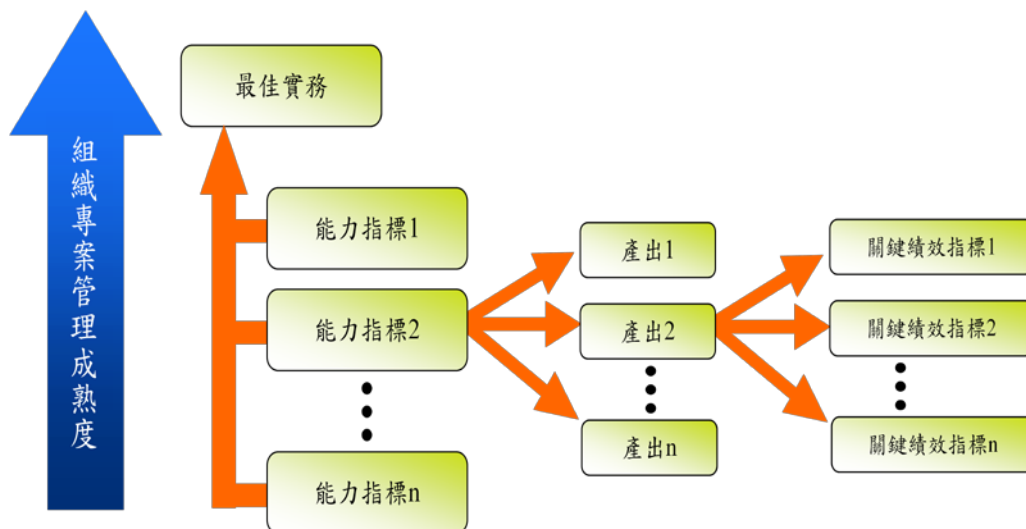 組織專案管理成熟度
最佳實務
能力指標1
能力指標2
能力指標n
產出1
產出2
產出n
關鍵績效指標1
關鍵績效指標2
關鍵績效指標n